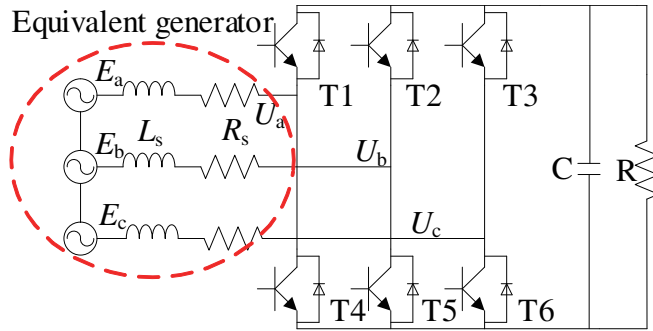 Equivalent generator
Ea
T1
T2
T3
Ua
Ls
Rs
Eb
Ub
C
R
Ec
Uc
T4
T5
T6